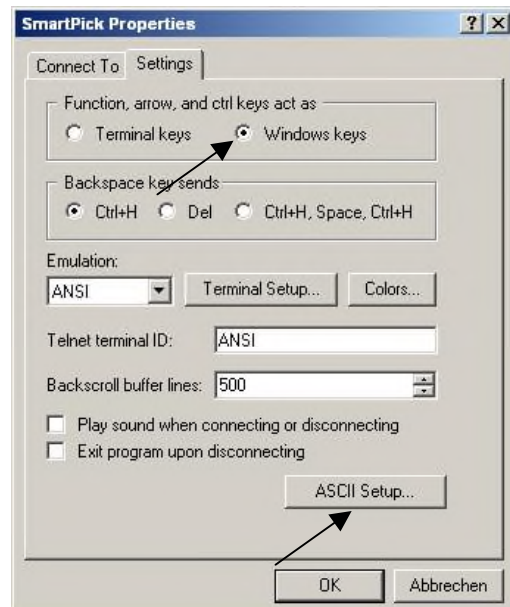 SmartPick Properties
Connect To Settings
Function, arrow, and ctrl keys act as
Terminal keys Windows keys
Backspace key sends
Ctrl+H Del Ctrl+H, Space, Ctrl+H
Emulation:
ANSI Terminal Setup... Colors...
Telnet terminal ID: ANSI
Backscroll buffer lines: 500
Play sound when connecting or disconnecting
Exit program upon disconnecting
ASCII Setup...
OK Abbrechen